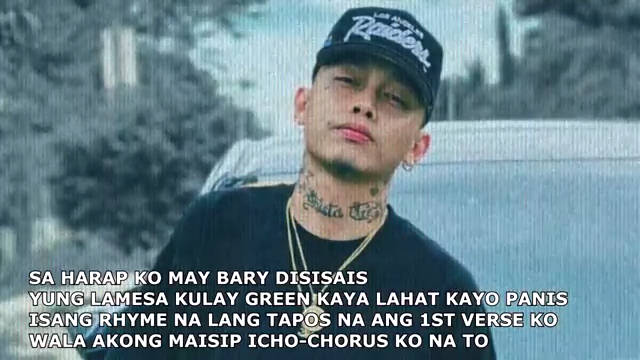 LOS ANGELES
Raiders
SA HARAP KO MAY BARY DISISAIS
YUNG LAMESA KULAY GREEN KAYA LAHAT KAYO PANIS
ISANG RHYME NA LANG TAPOS NA ANG 1ST VERSE KO
WALA AKONG MAISIP ICHO-CHORUS KO NA TO